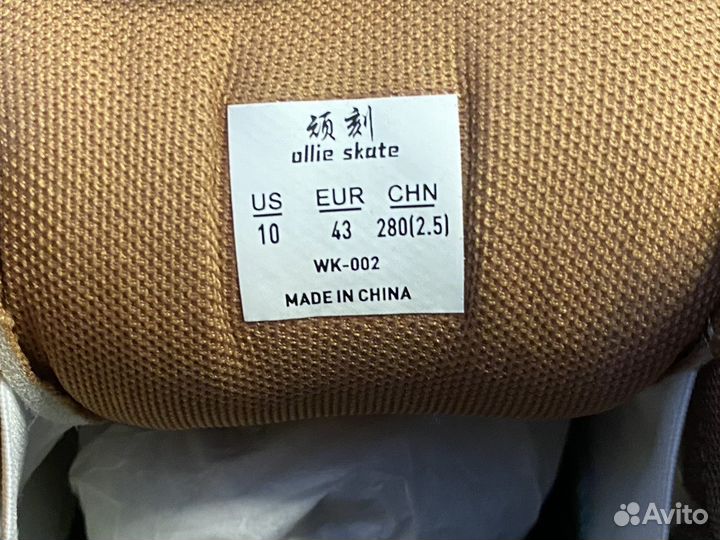 顽刻
ollie skate
US EUR CHN
10 43 280(2.5)
WK-002
MADE IN CHINA
Avito